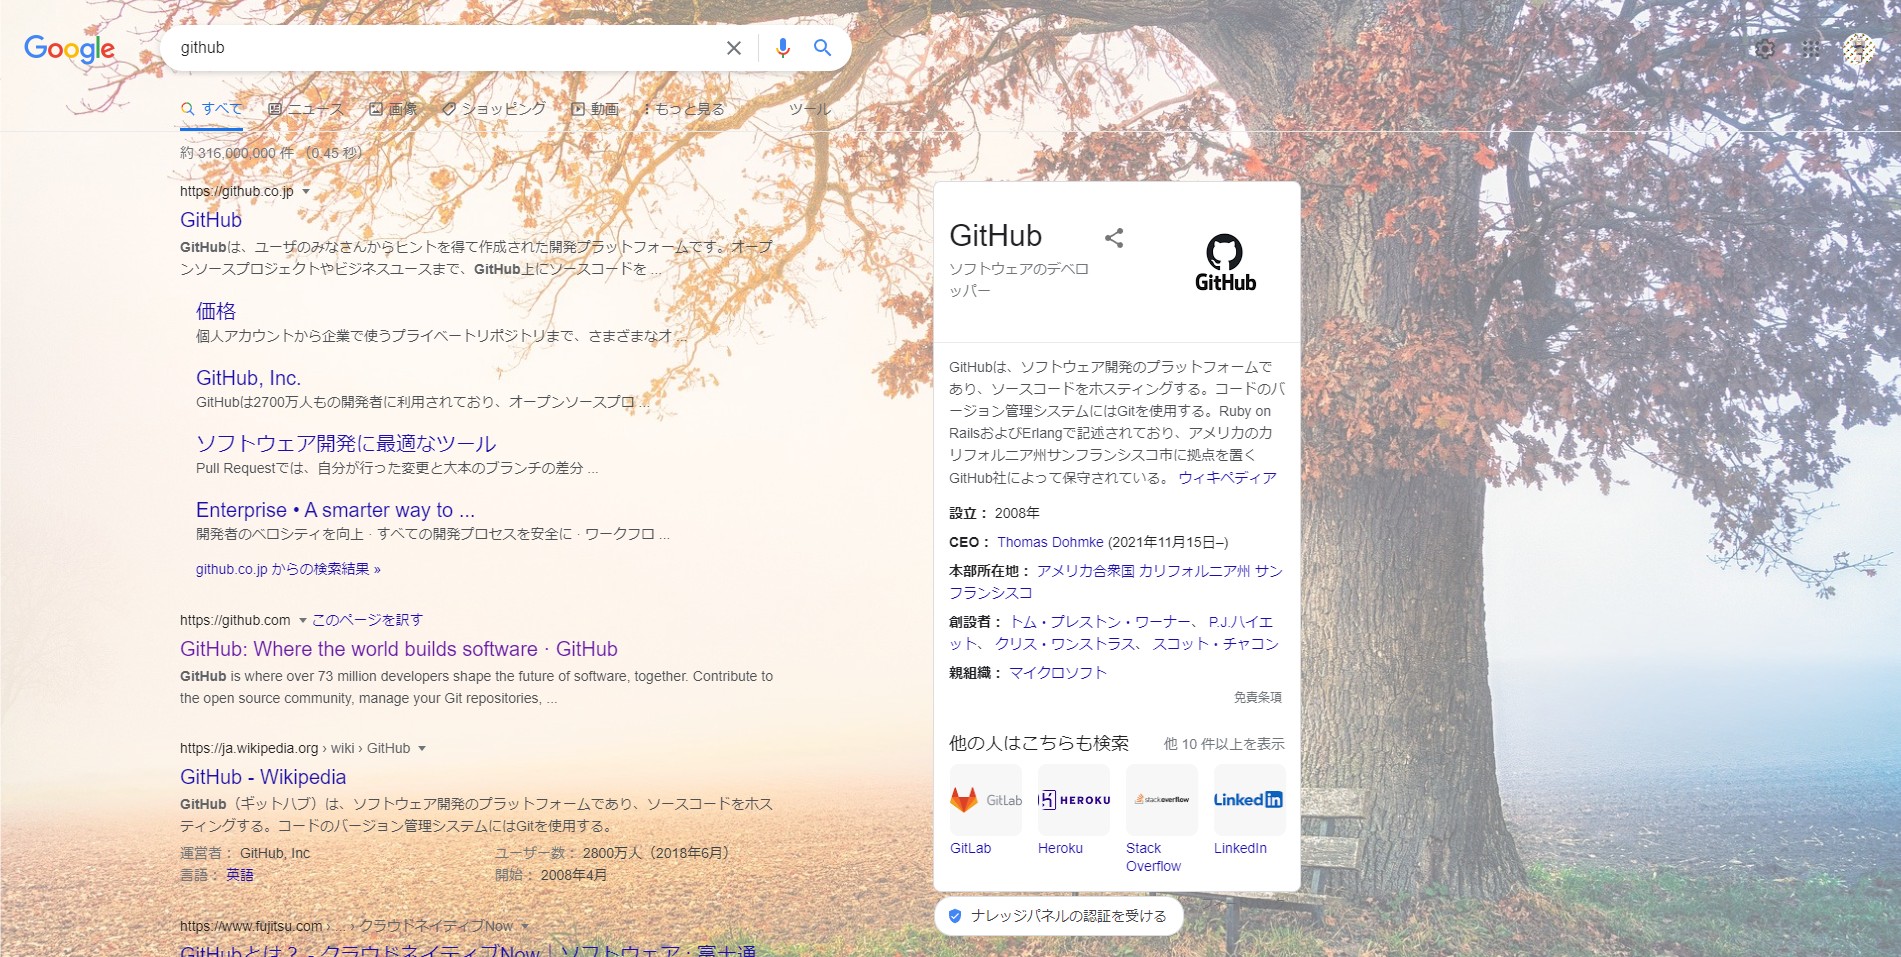 Google
github
すべて ニュース 画像 ショッピング 動画 もっと見る ツール
約 316,000,000 件 (0.45 秒)
https://github.co.jp
GitHub
GitHubは、ユーザのみなさんからヒントを得て作成された開発プラットフォームです。オープ
ンソースプロジェクトやビジネスユースまで、GitHub上にソースコードを ...
価格
個人アカウントから企業で使うプライベートリポジトリまで、さまざまなオ ...
GitHub, Inc.
GitHubは2700万人もの開発者に利用されており、オープンソースプロ ...
ソフトウェア開発に最適なツール
Pull Requestでは、自分が行った変更と大本のブランチの差分 ...
Enterprise • A smarter way to ...
開発者のベロシティを向上 · すべての開発プロセスを安全に · ワークフロ ...
github.co.jp からの検索結果 »
https://github.com このページを訳す
GitHub: Where the world builds software · GitHub
GitHub is where over 73 million developers shape the future of software, together. Contribute to
the open source community, manage your Git repositories, ...
https://ja.wikipedia.org › wiki › GitHub
GitHub - Wikipedia
GitHub（ギットハブ）は、ソフトウェア開発のプラットフォームであり、ソースコードをホス
ティングする。コードのバージョン管理システムにはGitを使用する。
運営者： GitHub, Inc ユーザー数： 2800万人（2018年6月）
言語： 英語 開始： 2008年4月
https://www.fujitsu.com › ... › クラウドネイティブNow
GitHubとは？ - クラウドネイティブNow｜ソフトウェア : 富士通
GitHub
ソフトウェアのデベロ
ッパー
GitHub
GitHubは、ソフトウェア開発のプラットフォームで
あり、ソースコードをホスティングする。コードのバ
ージョン管理システムにはGitを使用する。Ruby on
RailsおよびErlangで記述されており、アメリカのカ
リフォルニア州サンフランシスコ市に拠点を置く
GitHub社によって保守されている。 ウィキペディア
設立： 2008年
CEO： Thomas Dohmke (2021年11月15日–)
本部所在地： アメリカ合衆国 カリフォルニア州 サン
フランシスコ
創設者： トム・プレストン・ワーナー、 P.J.ハイエ
ット、 クリス・ワンストラス、 スコット・チャコン
親組織： マイクロソフト
免責条項
他の人はこちらも検索 他 10 件以上を表示
GitLab HEROKU stackoverflow LinkedIn
GitLab Heroku Stack LinkedIn
Overflow
ナレッジパネルの認証を受ける